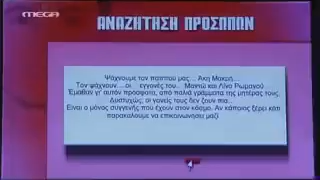 MEGA
ΑΝΑΖΗΤΗΣΗ ΠΡΟΣΩΠΩΝ
Ψάχνουμε τον παππού μας... Άκη Μακρή...
Τον ψάχνουν... οι εγγονές του.. Μαντώ και Λίνα Ρωμανού
Έμαθαν γι' αυτόν πρόσφατα, από παλιά γράμματα της μητέρας τους.
Δυστυχώς, οι γονείς τους δεν ζουν πια...
Είναι ο μόνος συγγενής που έχουν στον κόσμο. Αν κάποιος ξέρει κάτι
παρακαλούμε να επικοινωνήσει μαζί